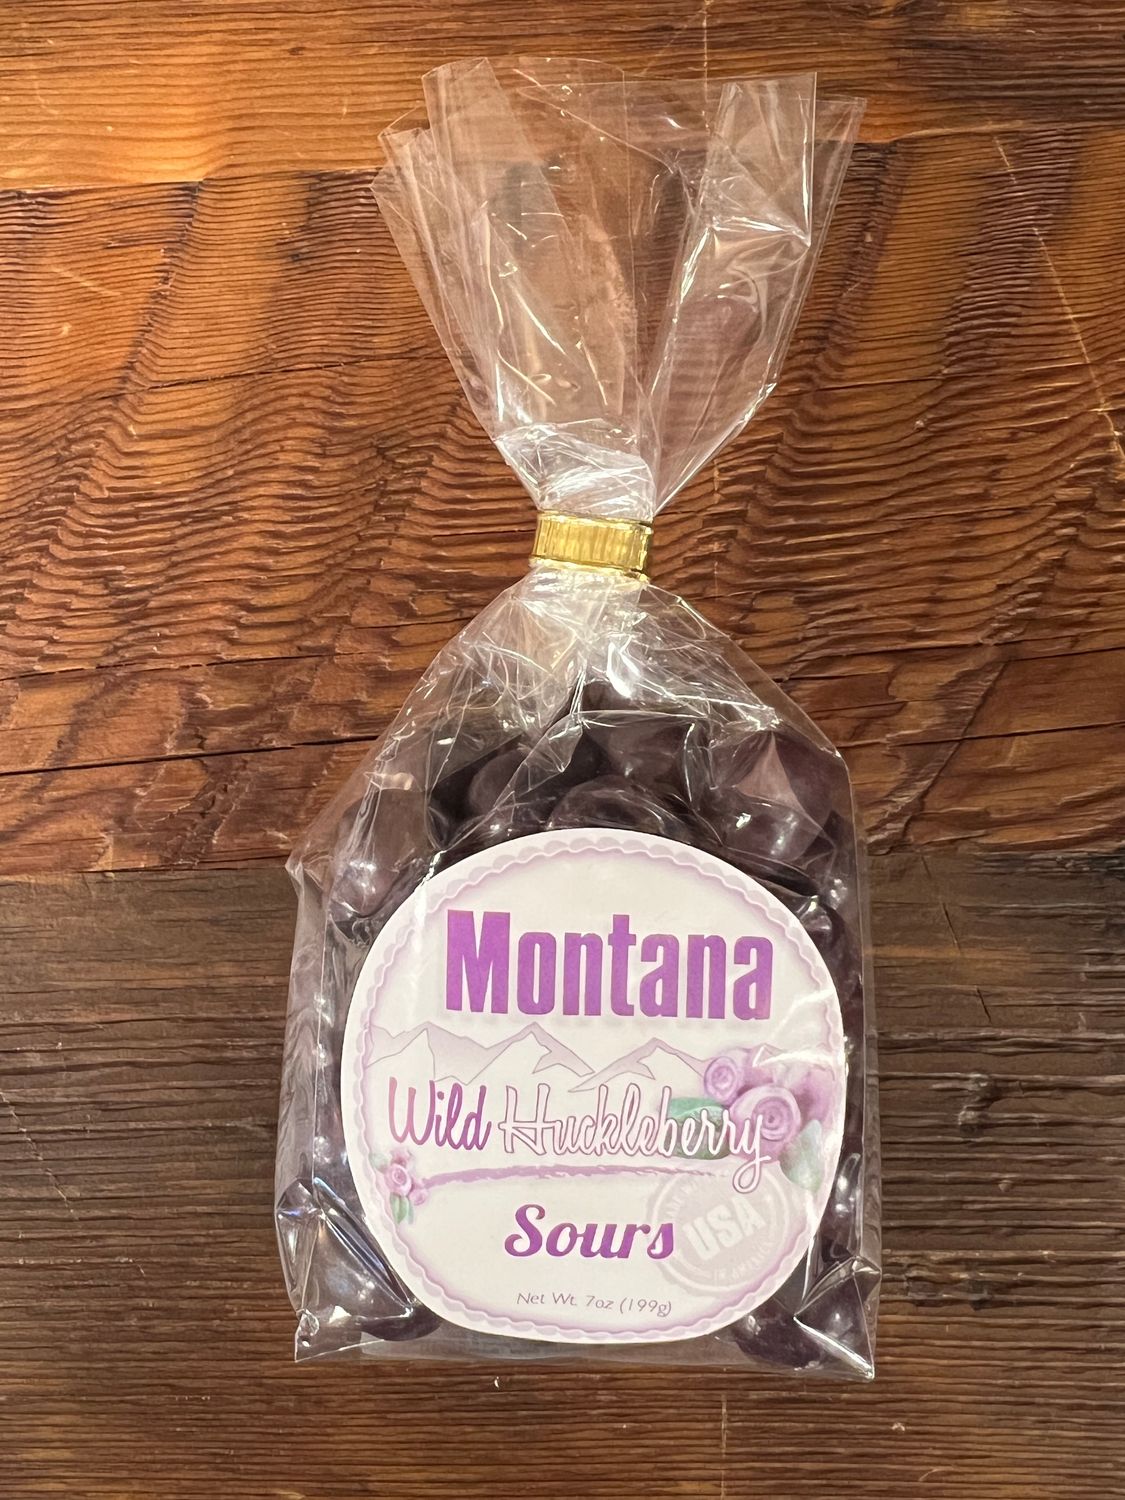 Montana
Wild Huckleberry
Sours
USA
Net Wt. 7oz (199g)